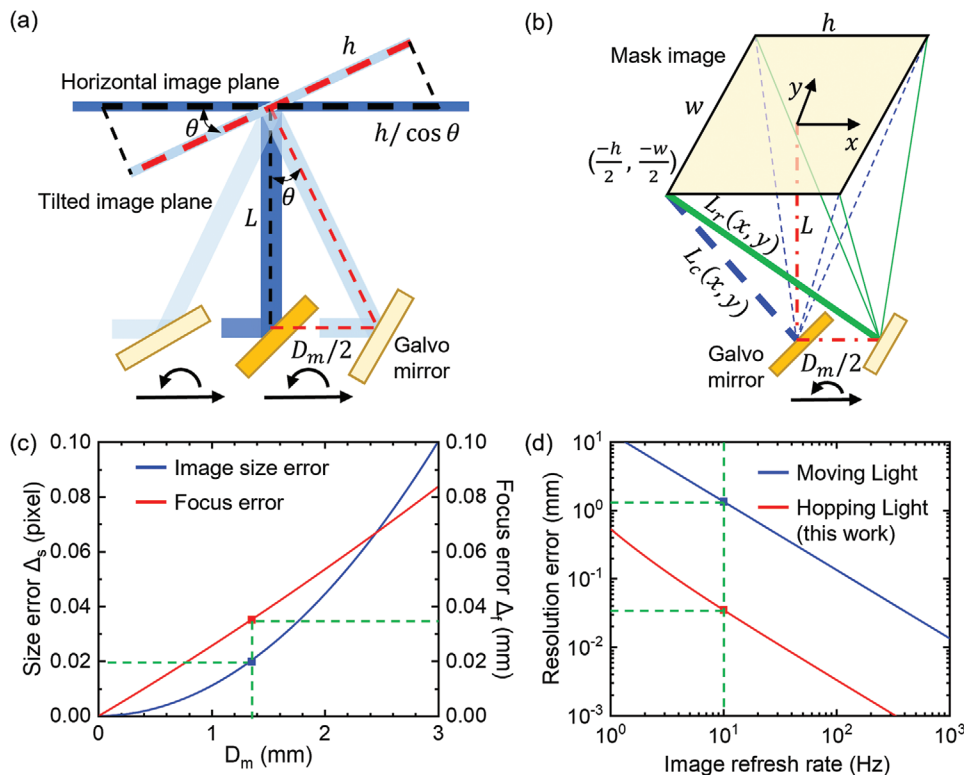 (a)
h
Horizontal image plane
θ
h/ cos θ
Tilted image plane
θ
L
D_m/2
Galvo
mirror
(b)
h
Mask image
w
y
x
(-h/2, -w/2)
L_r(x, y)
L
L_c(x, y)
Galvo
mirror
D_m/2
(c)
Image size error
Focus error
Size error Δ_s (pixel)
0.10
0.08
0.06
0.04
0.02
0.00
0 1 2 3
D_m (mm)
0.10
0.08
0.06
0.04
0.02
0.00
Focus error Δ_f (mm)
(d)
Moving Light
Hopping Light
(this work)
Resolution error (mm)
10^1
10^0
10^-1
10^-2
10^-3
10^0 10^1 10^2 10^3
Image refresh rate (Hz)